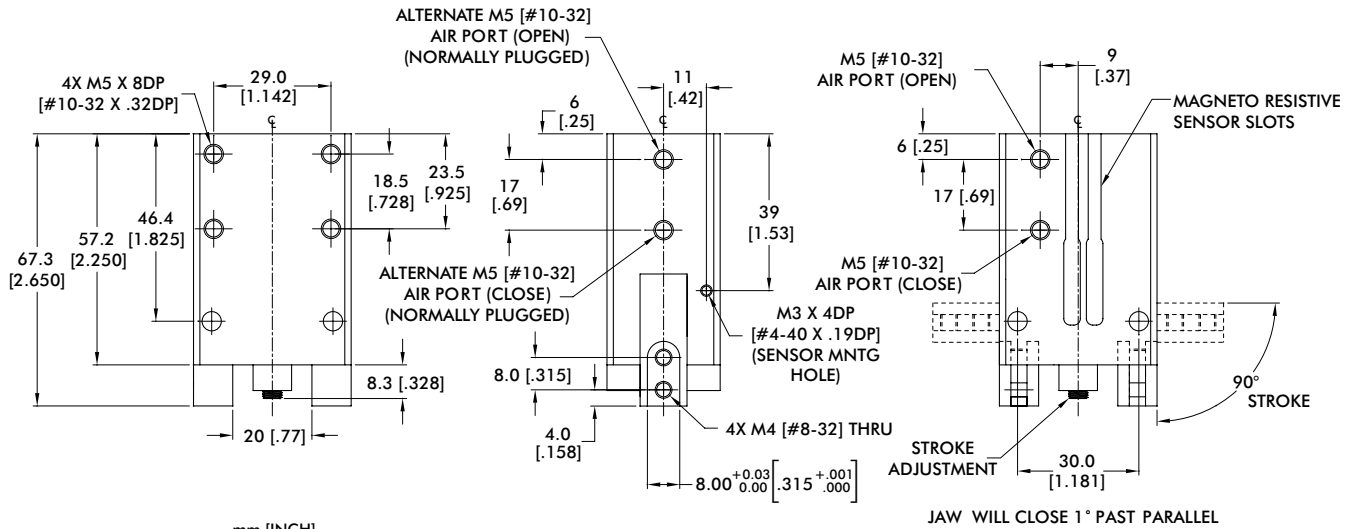 ALTERNATE M5 [#10-32]
AIR PORT (OPEN)
(NORMALLY PLUGGED)
4X M5 X 8DP
[#10-32 X .32DP]
29.0
[1.142]
℄
67.3
[2.650]
57.2
[2.250]
46.4
[1.825]
18.5
[.728]
23.5
[.925]
8.3 [.328]
20 [.77]
6
[.25]
11
[.42]
℄
17
[.69]
39
[1.53]
ALTERNATE M5 [#10-32]
AIR PORT (CLOSE)
(NORMALLY PLUGGED)
M3 X 4DP
[#4-40 X .19DP]
(SENSOR MNTG
HOLE)
8.0 [.315]
4.0
[.158]
4X M4 [#8-32] THRU
8.00 +0.03 0.00 [.315 +.001 .000]
M5 [#10-32]
AIR PORT (OPEN)
9
[.37]
℄
MAGNETO RESISTIVE
SENSOR SLOTS
6 [.25]
17 [.69]
M5 [#10-32]
AIR PORT (CLOSE)
90°
STROKE
STROKE
ADJUSTMENT
30.0
[1.181]
JAW WILL CLOSE 1° PAST PARALLEL
mm [INCH]